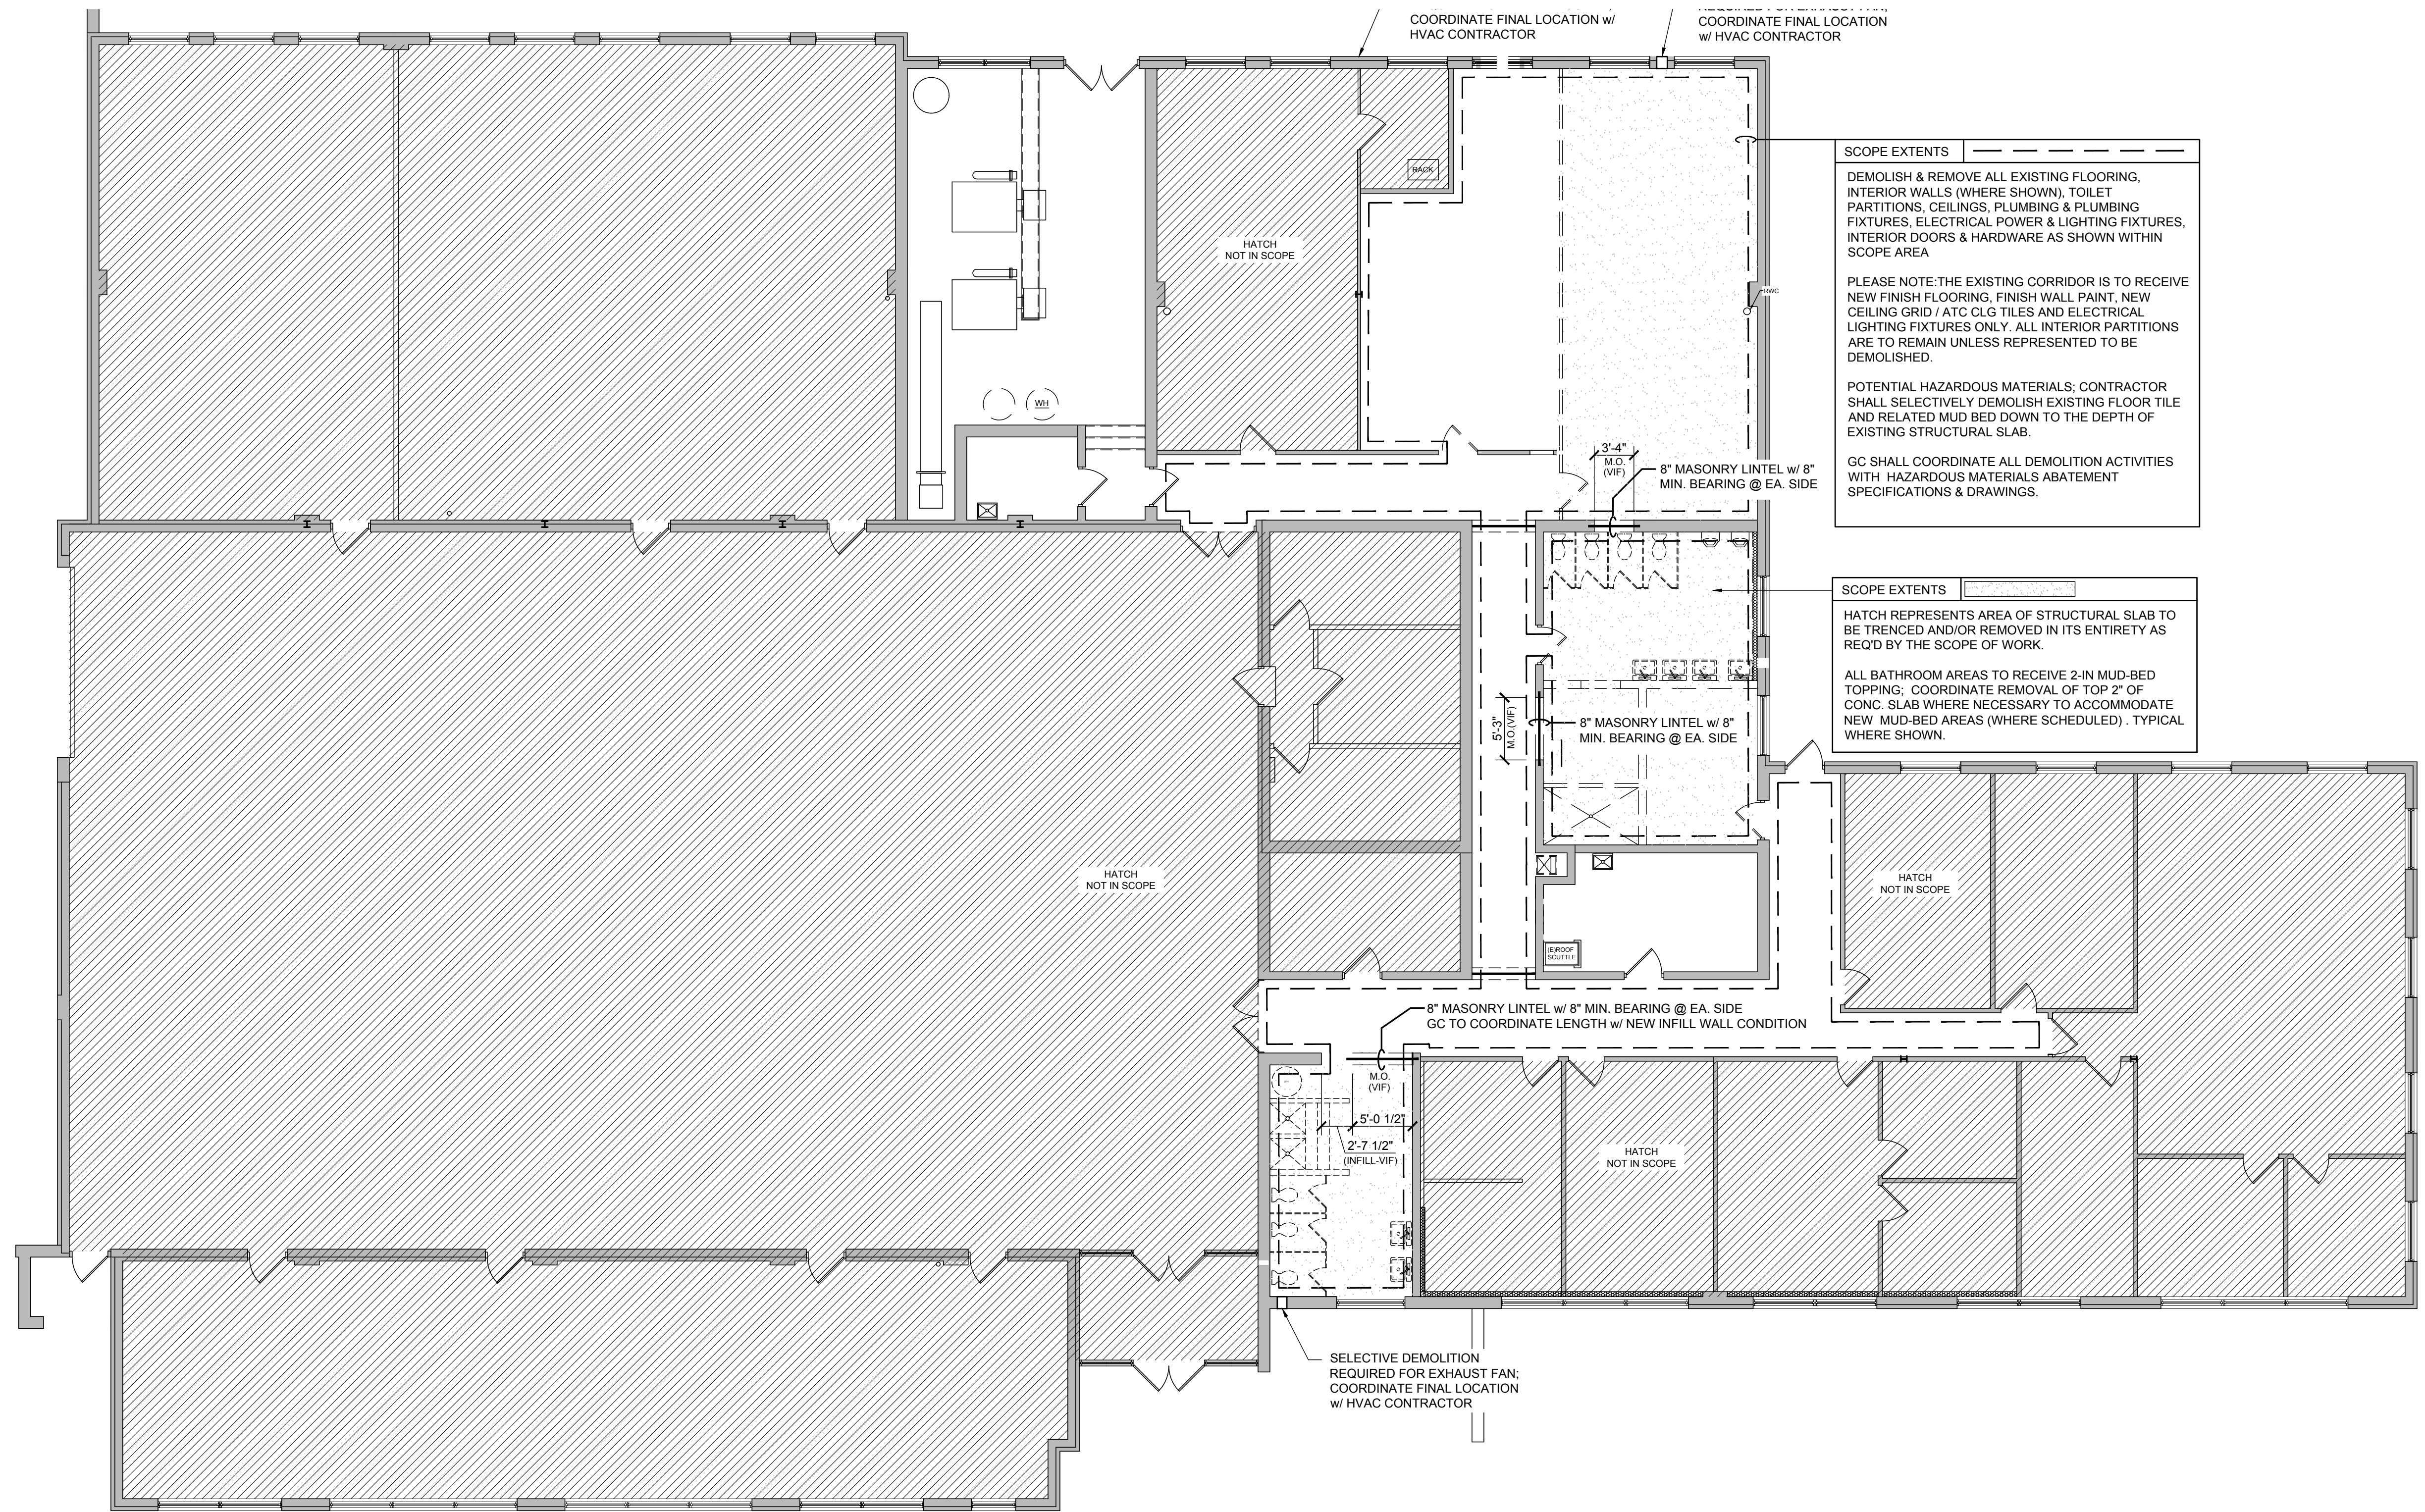 COORDINATE FINAL LOCATION w/
HVAC CONTRACTOR
REQUIRED FOR EXHAUST FAN;
COORDINATE FINAL LOCATION
w/ HVAC CONTRACTOR
RACK
HATCH
NOT IN SCOPE
SCOPE EXTENTS
DEMOLISH & REMOVE ALL EXISTING FLOORING,
INTERIOR WALLS (WHERE SHOWN), TOILET
PARTITIONS, CEILINGS, PLUMBING & PLUMBING
FIXTURES, ELECTRICAL POWER & LIGHTING FIXTURES,
INTERIOR DOORS & HARDWARE AS SHOWN WITHIN
SCOPE AREA
PLEASE NOTE:THE EXISTING CORRIDOR IS TO RECEIVE
NEW FINISH FLOORING, FINISH WALL PAINT, NEW
CEILING GRID / ATC CLG TILES AND ELECTRICAL
LIGHTING FIXTURES ONLY. ALL INTERIOR PARTITIONS
ARE TO REMAIN UNLESS REPRESENTED TO BE
DEMOLISHED.
POTENTIAL HAZARDOUS MATERIALS; CONTRACTOR
SHALL SELECTIVELY DEMOLISH EXISTING FLOOR TILE
AND RELATED MUD BED DOWN TO THE DEPTH OF
EXISTING STRUCTURAL SLAB.
GC SHALL COORDINATE ALL DEMOLITION ACTIVITIES
WITH HAZARDOUS MATERIALS ABATEMENT
SPECIFICATIONS & DRAWINGS.
RWC
WH
3'-4"
M.O.
(VIF)
8" MASONRY LINTEL w/ 8"
MIN. BEARING @ EA. SIDE
SCOPE EXTENTS
HATCH REPRESENTS AREA OF STRUCTURAL SLAB TO
BE TRENCED AND/OR REMOVED IN ITS ENTIRETY AS
REQ'D BY THE SCOPE OF WORK.
ALL BATHROOM AREAS TO RECEIVE 2-IN MUD-BED
TOPPING; COORDINATE REMOVAL OF TOP 2" OF
CONC. SLAB WHERE NECESSARY TO ACCOMMODATE
NEW MUD-BED AREAS (WHERE SCHEDULED) . TYPICAL
WHERE SHOWN.
5'-3"
M.O.(VIF)
8" MASONRY LINTEL w/ 8"
MIN. BEARING @ EA. SIDE
HATCH
NOT IN SCOPE
HATCH
NOT IN SCOPE
(E)ROOF
SCUTTLE
8" MASONRY LINTEL w/ 8" MIN. BEARING @ EA. SIDE
GC TO COORDINATE LENGTH w/ NEW INFILL WALL CONDITION
M.O.
(VIF)
5'-0 1/2"
2'-7 1/2"
(INFILL-VIF)
HATCH
NOT IN SCOPE
SELECTIVE DEMOLITION
REQUIRED FOR EXHAUST FAN;
COORDINATE FINAL LOCATION
w/ HVAC CONTRACTOR